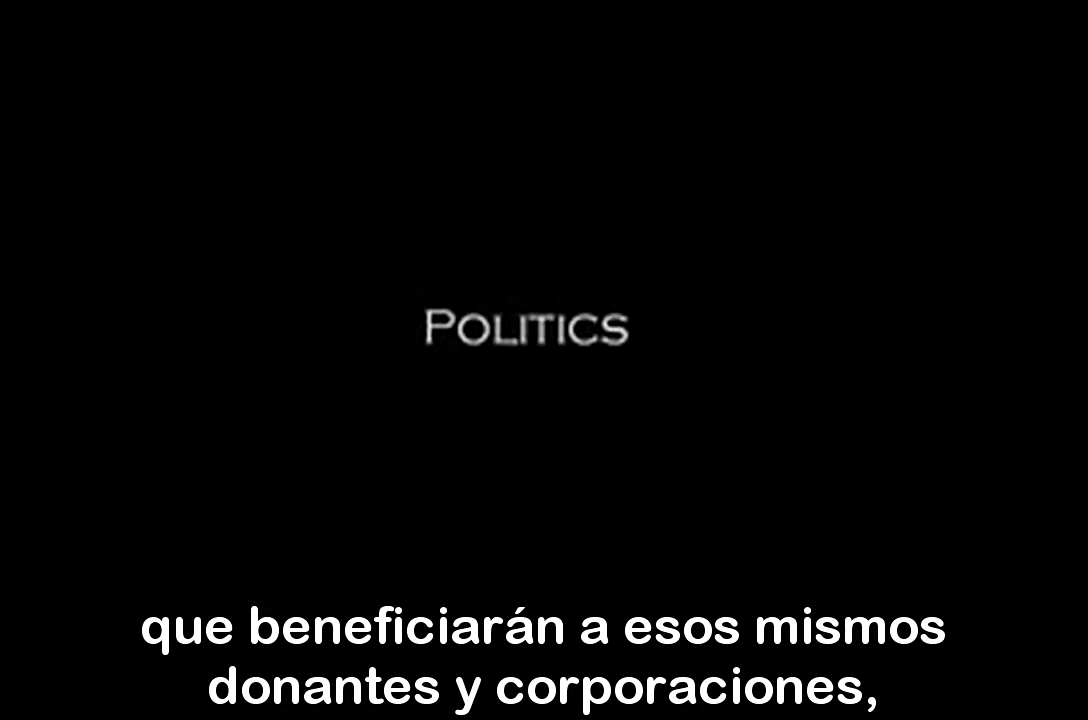 Politics
que beneficiarán a esos mismos
donantes y corporaciones,